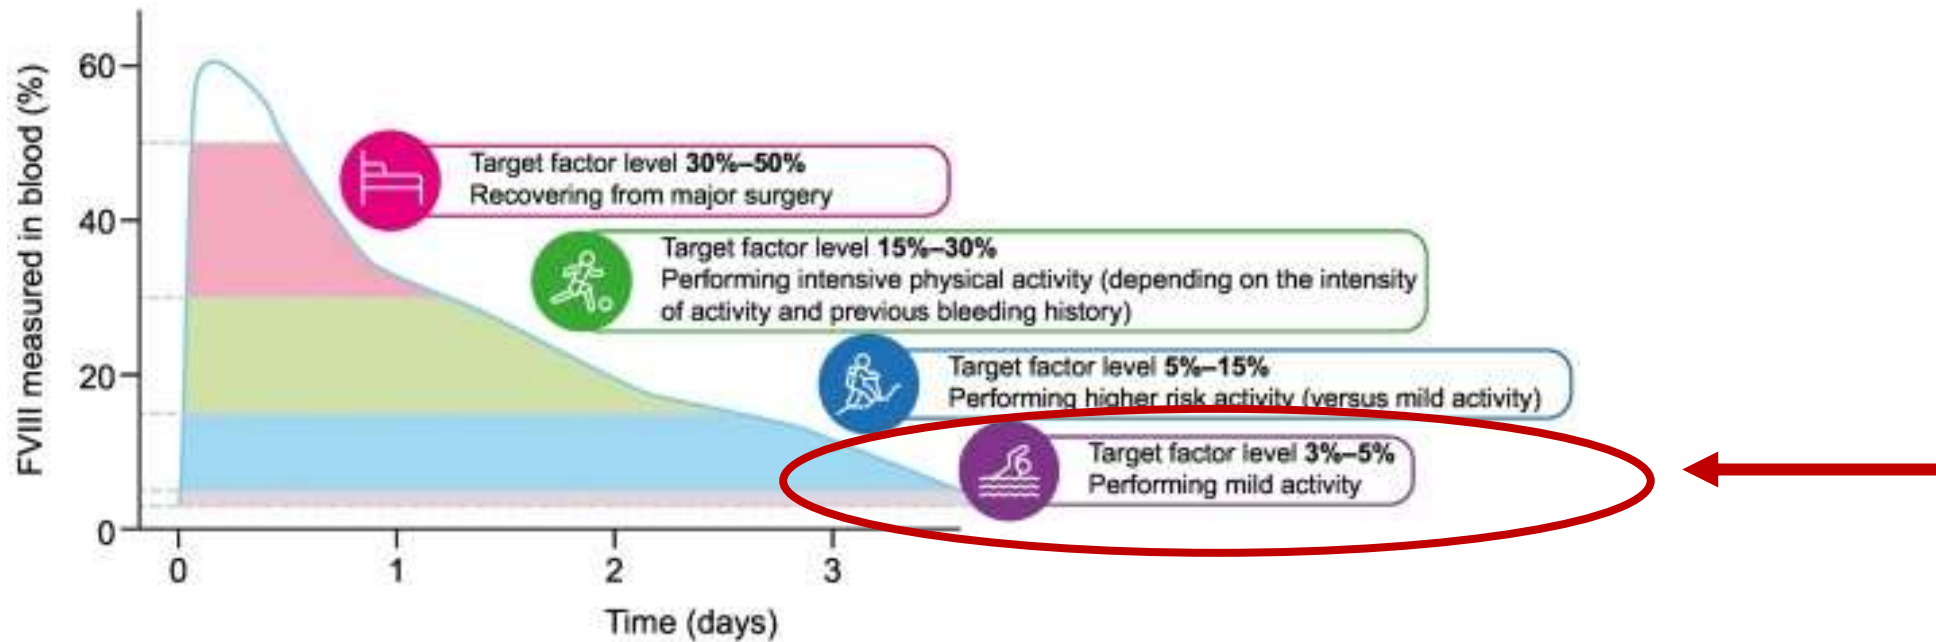 FVIII measured in blood (%)
60
40
20
0
Target factor level 30%–50%
Recovering from major surgery
Target factor level 15%–30%
Performing intensive physical activity (depending on the intensity
of activity and previous bleeding history)
Target factor level 5%–15%
Performing higher risk activity (versus mild activity)
Target factor level 3%–5%
Performing mild activity
0 1 2 3
Time (days)